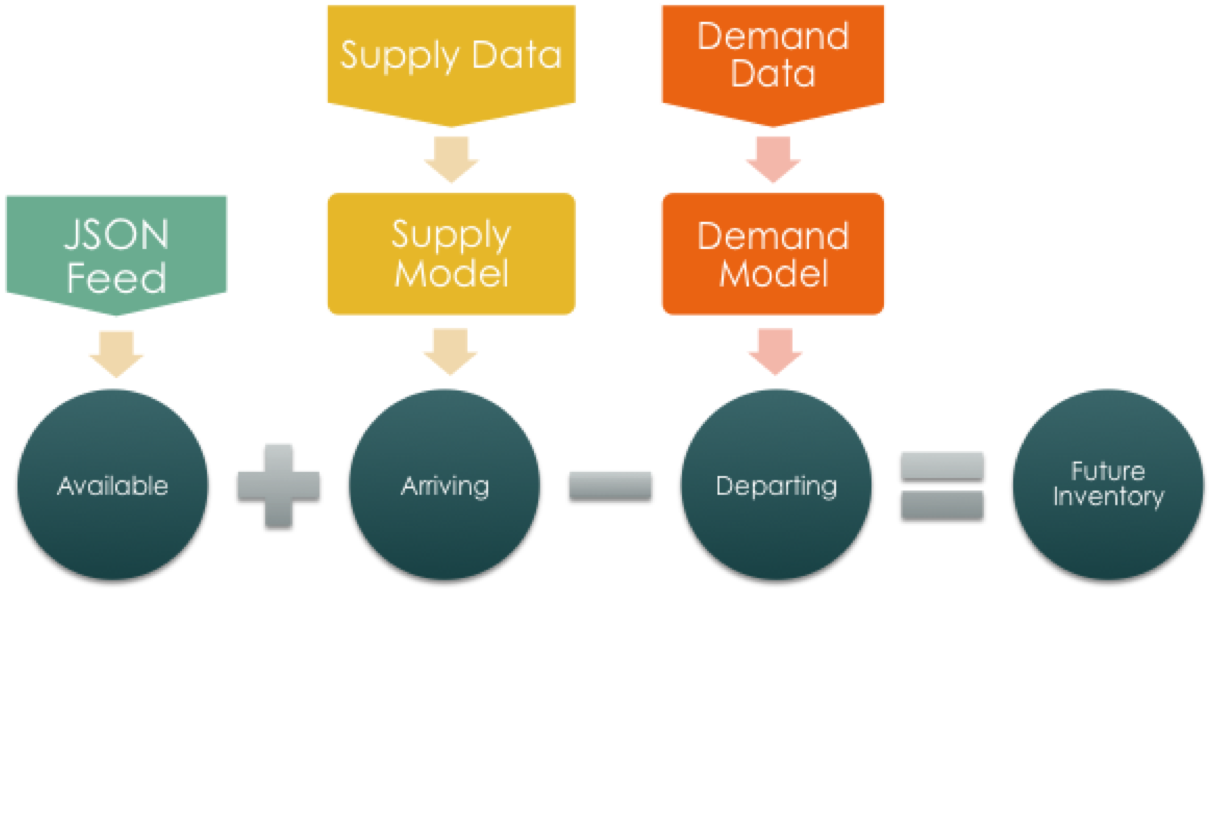 Supply Data
Demand
Data
JSON
Feed
Supply
Model
Demand
Model
Available
Arriving
Departing
Future
Inventory